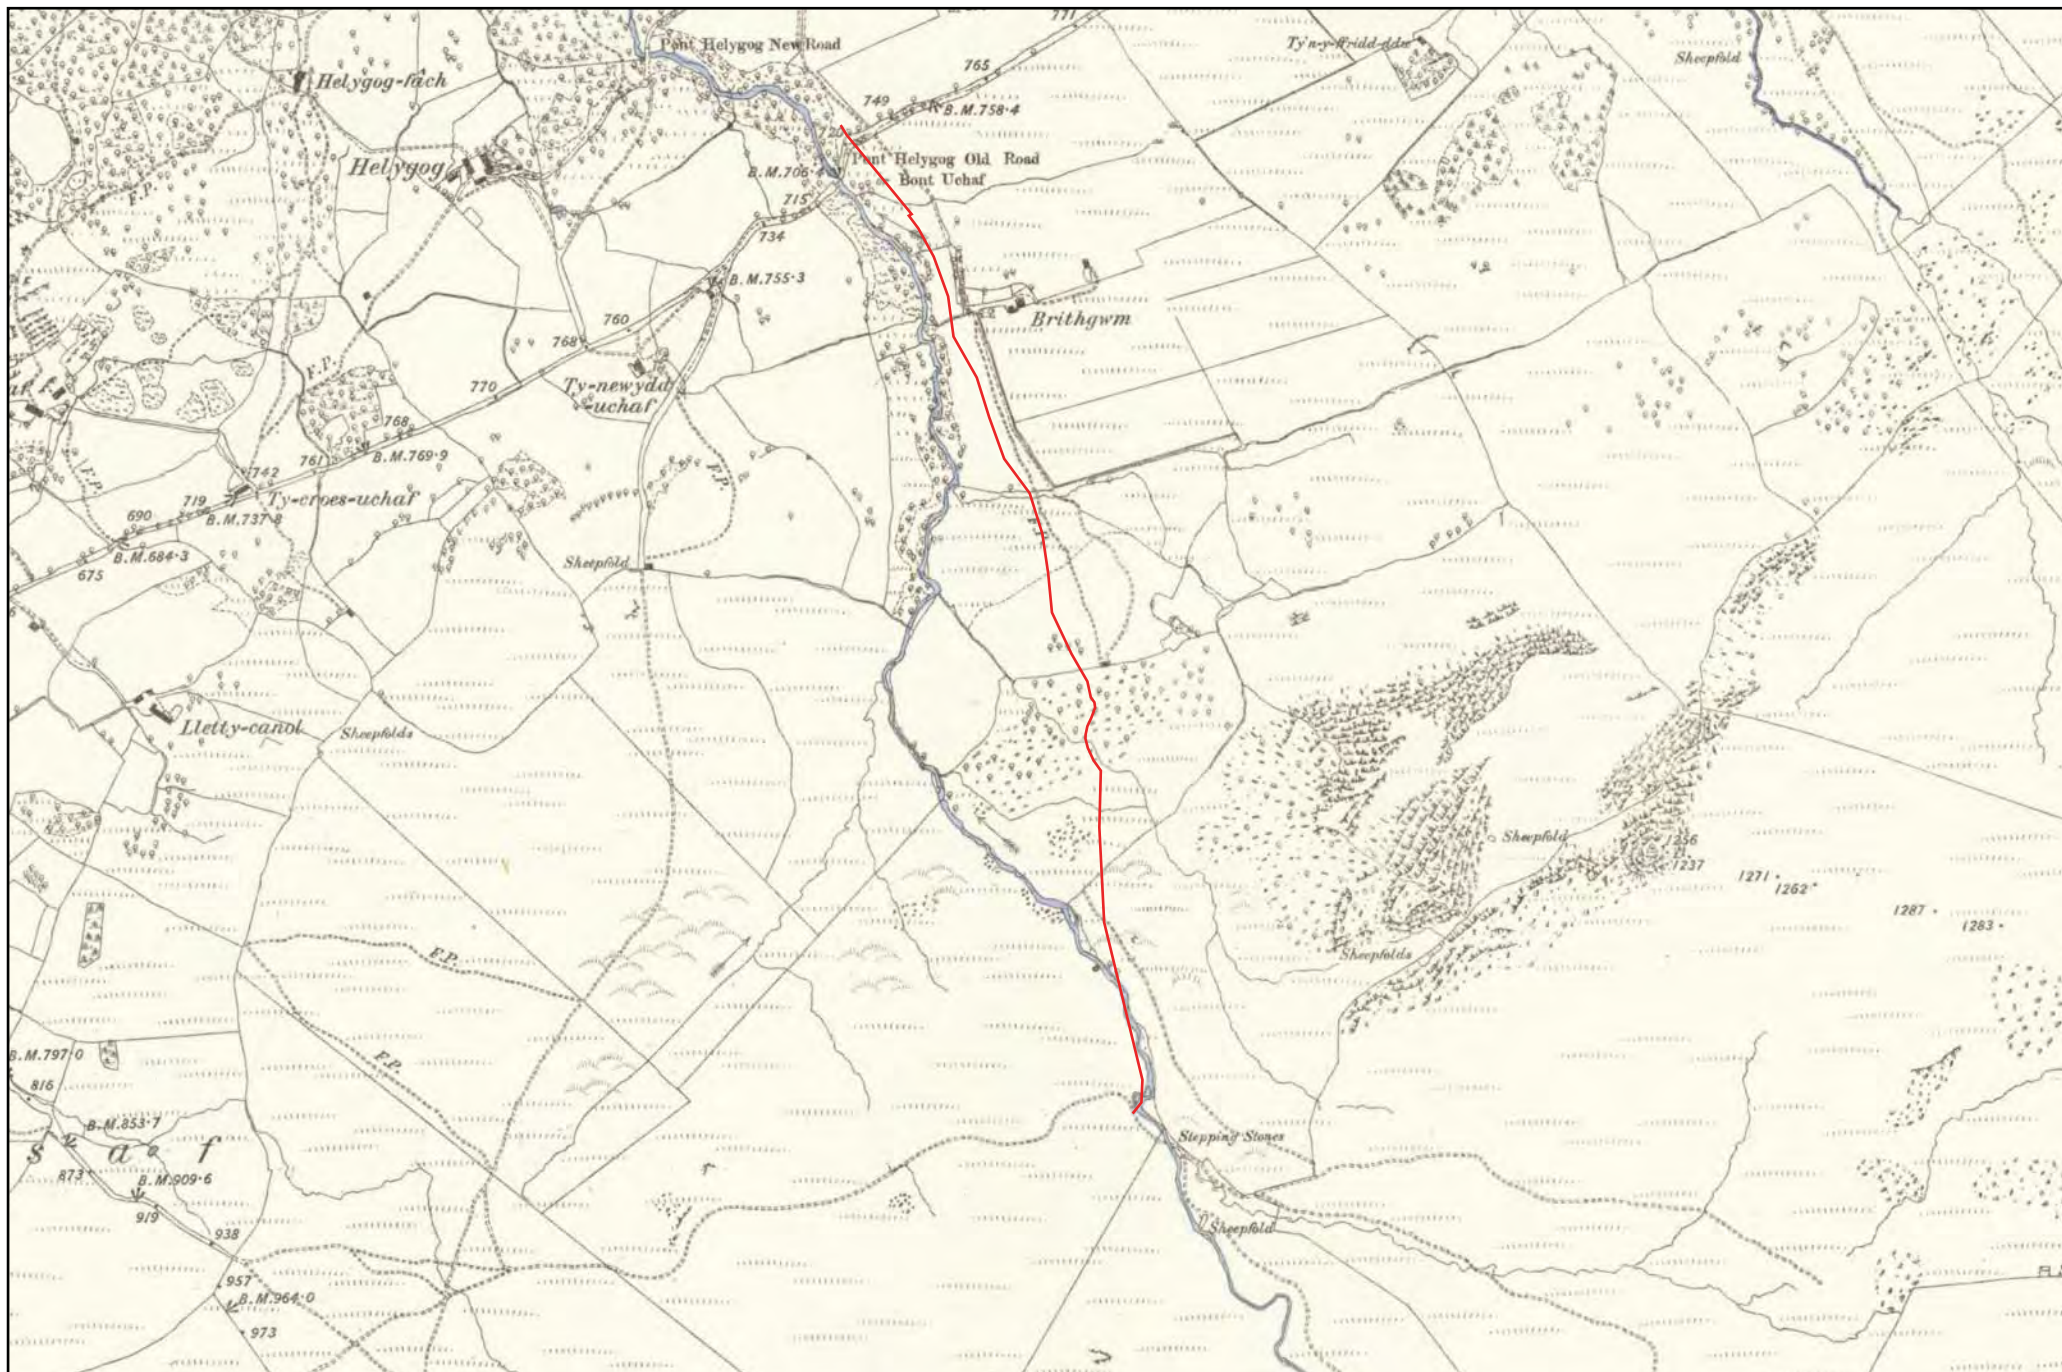 771
Pont Helygog New Road
Ty'n-y-ffridd-ddu
Sheepfold
765
Helygog-fâch
749
B.M.758·4
720
Helygog
Pont Helygog Old Road
B.M.706·4
Bont Uchaf
F.P.
715
734
B.M.755·3
760
Brithgwm
768
F.P.
Ty-newydd
-uchaf
770
768
761
B.M.769·9
F.P.
F.P.
742
Ty-croes-uchaf
719
B.M.737·8
690
B.M.684·3
F.P.
675
Sheepfold
Lletty-canol
Sheepfolds
Sheepfold
1256
1237
1271
1262
1287
1283
F.P.
Sheepfolds
F.P.
B.M.797·0
816
B.M.853·7
s a f
Stepping Stones
873
B.M.909·6
919
938
Sheepfold
957
B.M.964·0
973